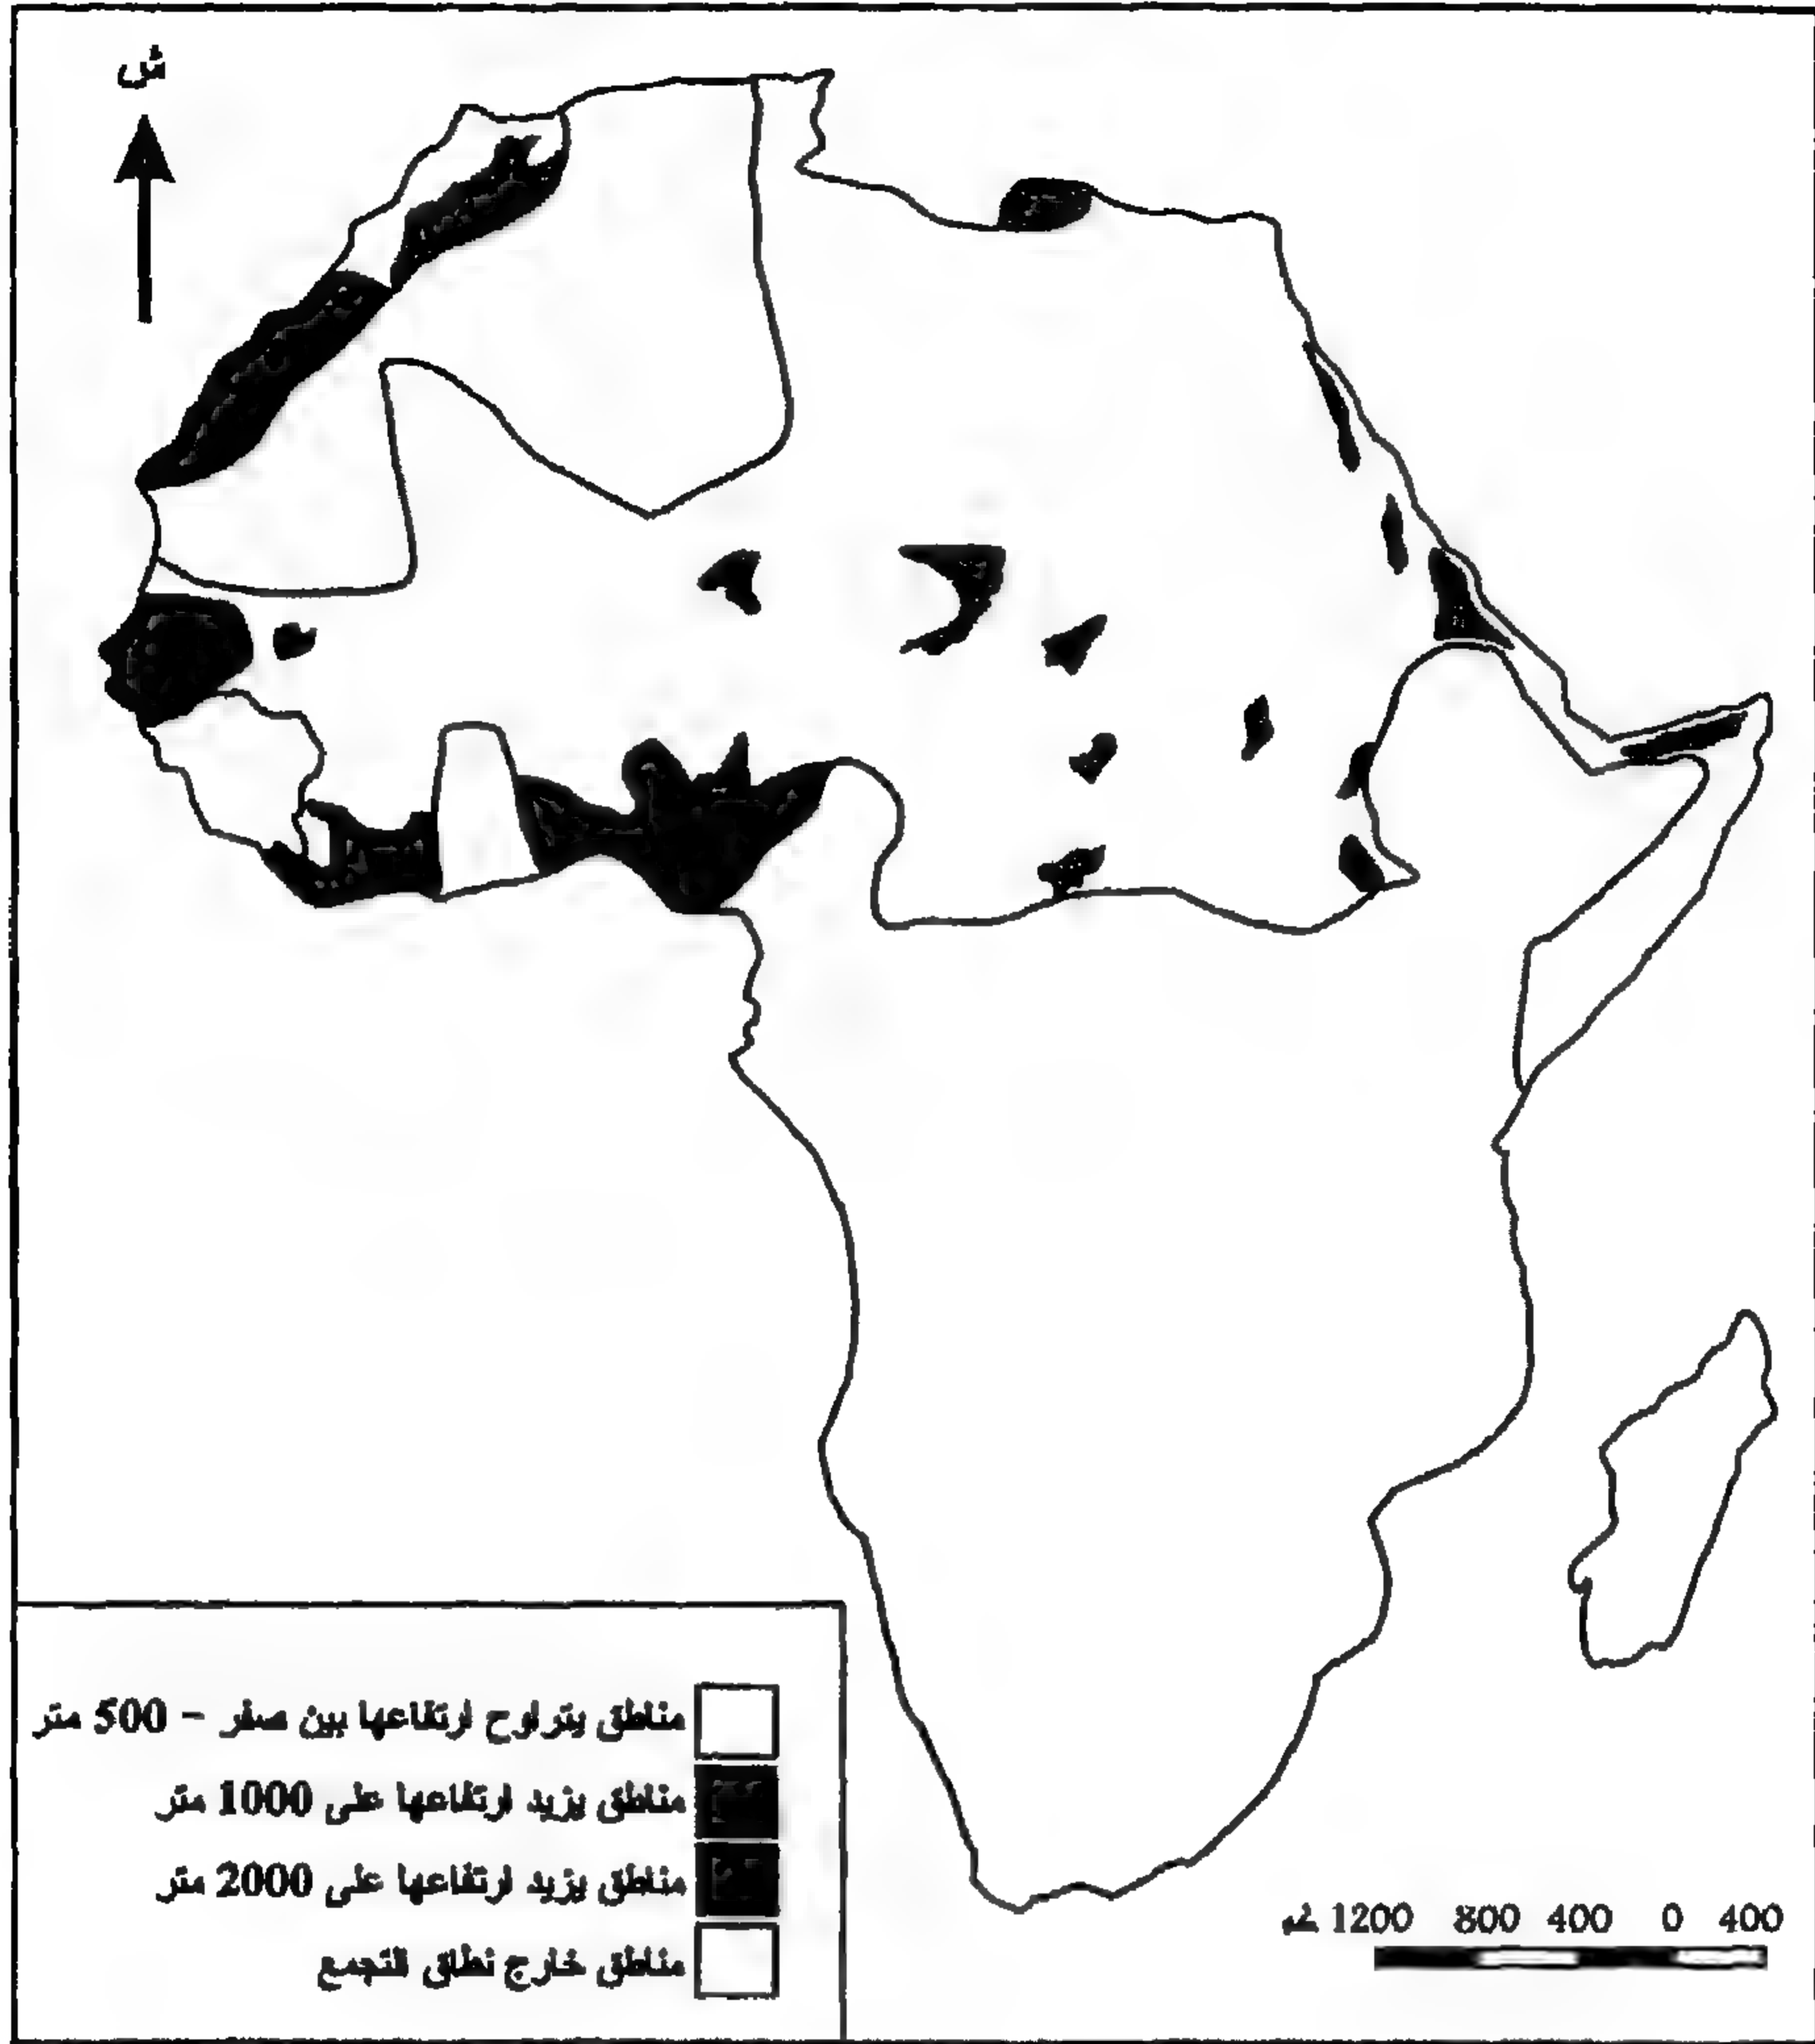 ش
مناطق يتراوح ارتفاعها بين صفر - 500 متر
مناطق يزيد ارتفاعها على 1000 متر
مناطق يزيد ارتفاعها على 2000 متر
مناطق خارج نطاق التجمع
400 0 400 800 1200 كم